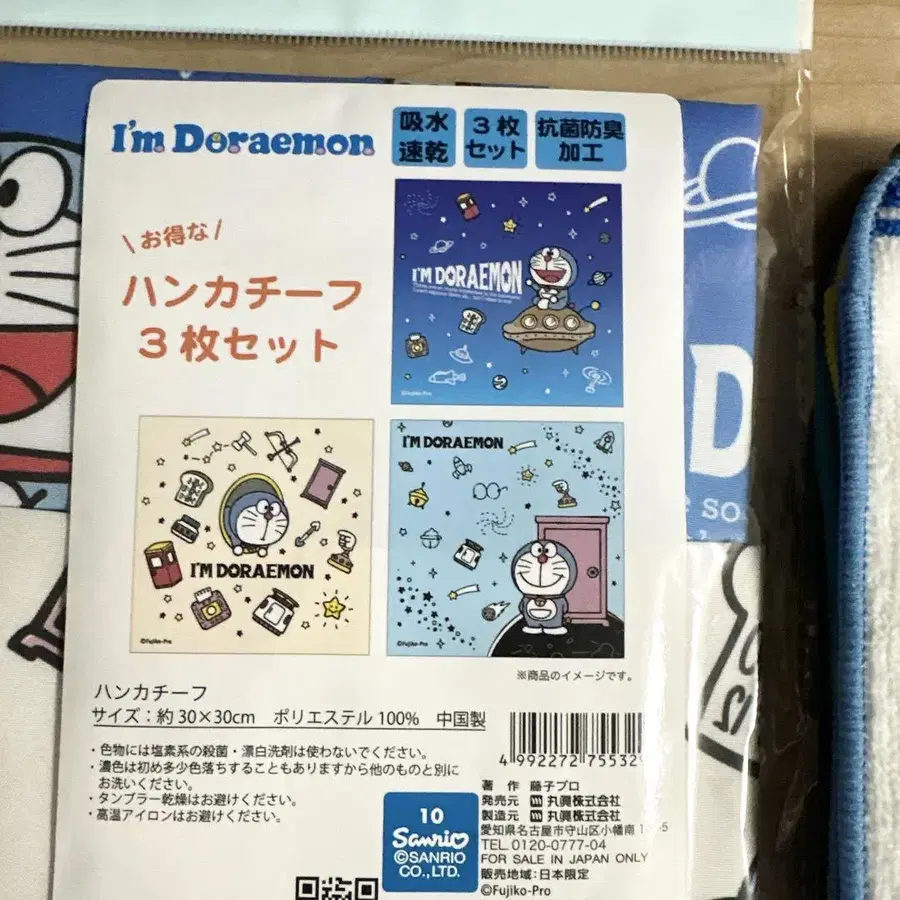 I'm Doraemon
吸水
速乾
3枚
セット
抗菌防臭
加工
\お得な/
ハンカチーフ
3枚セット
I'M DORAEMON
©Fujiko-Pro
I'M DORAEMON
©Fujiko-Pro
I'M DORAEMON
©Fujiko-Pro
※商品のイメージです。
ハンカチーフ
サイズ：約30×30cm ポリエステル100% 中国製
・色物には塩素系の殺菌・漂白洗剤は使わないでください。
・濃色は初め多少色落ちすることもありますから他のものと別に
お洗いください。
・タンブラー乾燥はお避けください。
・高温アイロンはお避けください。
4 992272 75532
10
Sanrio
©SANRIO
CO.,LTD.
著 作 藤子プロ
発売元 丸眞株式会社
製造元 丸眞株式会社
愛知県名古屋市守山区小幡南
TEL. 0120-0777-04
FOR SALE IN JAPAN ONLY
販売地域：日本限定
©Fujiko-Pro
D
so